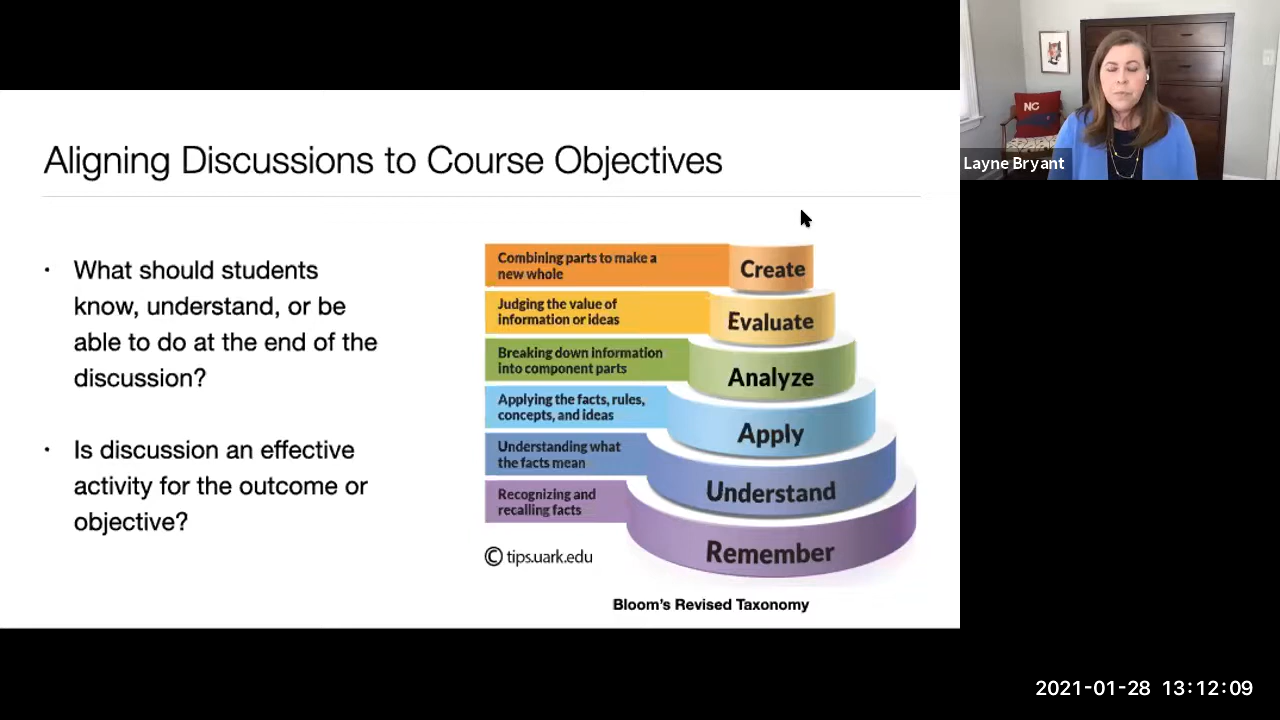 NC
Layne Bryant
Aligning Discussions to Course Objectives
· What should students
know, understand, or be
able to do at the end of the
discussion?
· Is discussion an effective
activity for the outcome or
objective?
Combining parts to make a
new whole
Create
Judging the value of
information or ideas
Evaluate
Breaking down information
into component parts
Analyze
Applying the facts, rules,
concepts, and ideas
Apply
Understanding what
the facts mean
Understand
Recognizing and
recalling facts
Remember
© tips.uark.edu
Bloom's Revised Taxonomy
2021-01-28 13:12:09